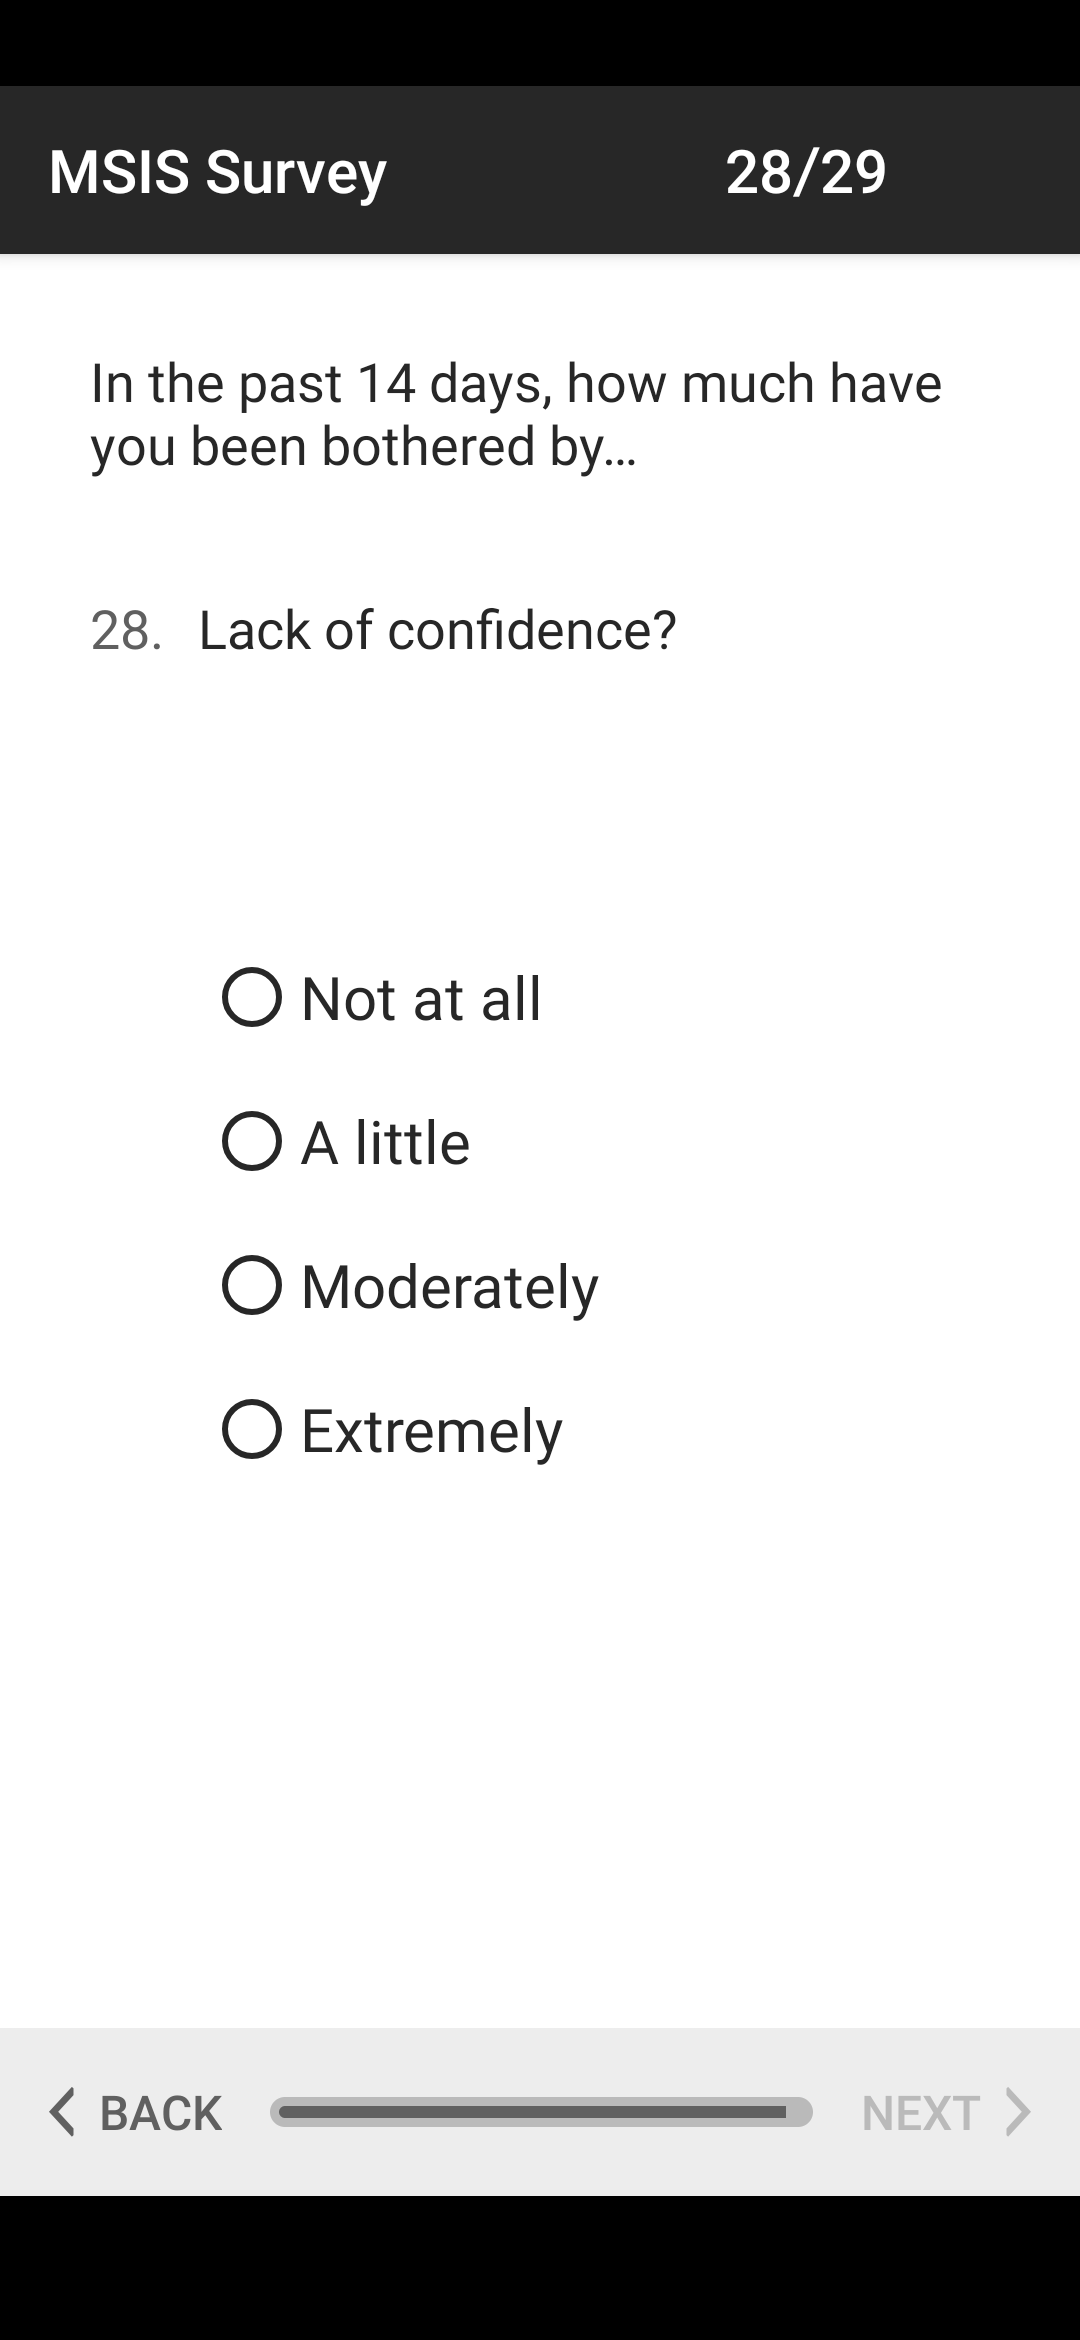 MSIS Survey 28/29
In the past 14 days, how much have
you been bothered by...
28. Lack of confidence?
Not at all
A little
Moderately
Extremely
BACK NEXT